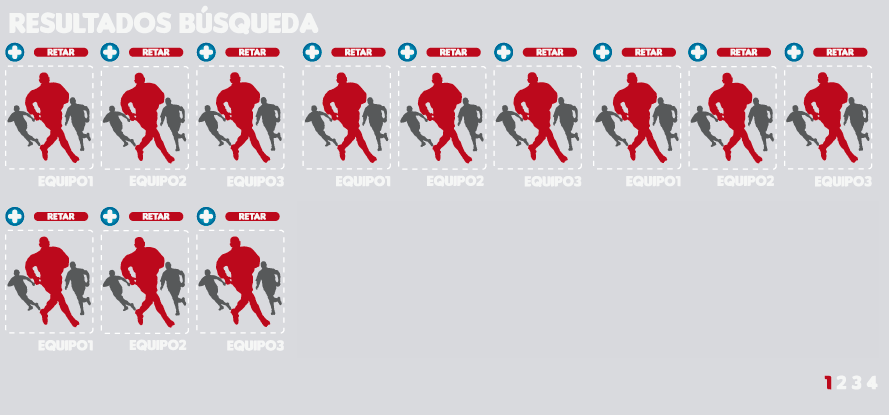 RESULTADOS BÚSQUEDA
RETAR RETAR RETAR RETAR RETAR RETAR RETAR RETAR RETAR
EQUIPO1 EQUIPO2 EQUIPO3 EQUIPO1 EQUIPO2 EQUIPO3 EQUIPO1 EQUIPO2 EQUIPO3
RETAR RETAR RETAR
EQUIPO1 EQUIPO2 EQUIPO3
1 2 3 4